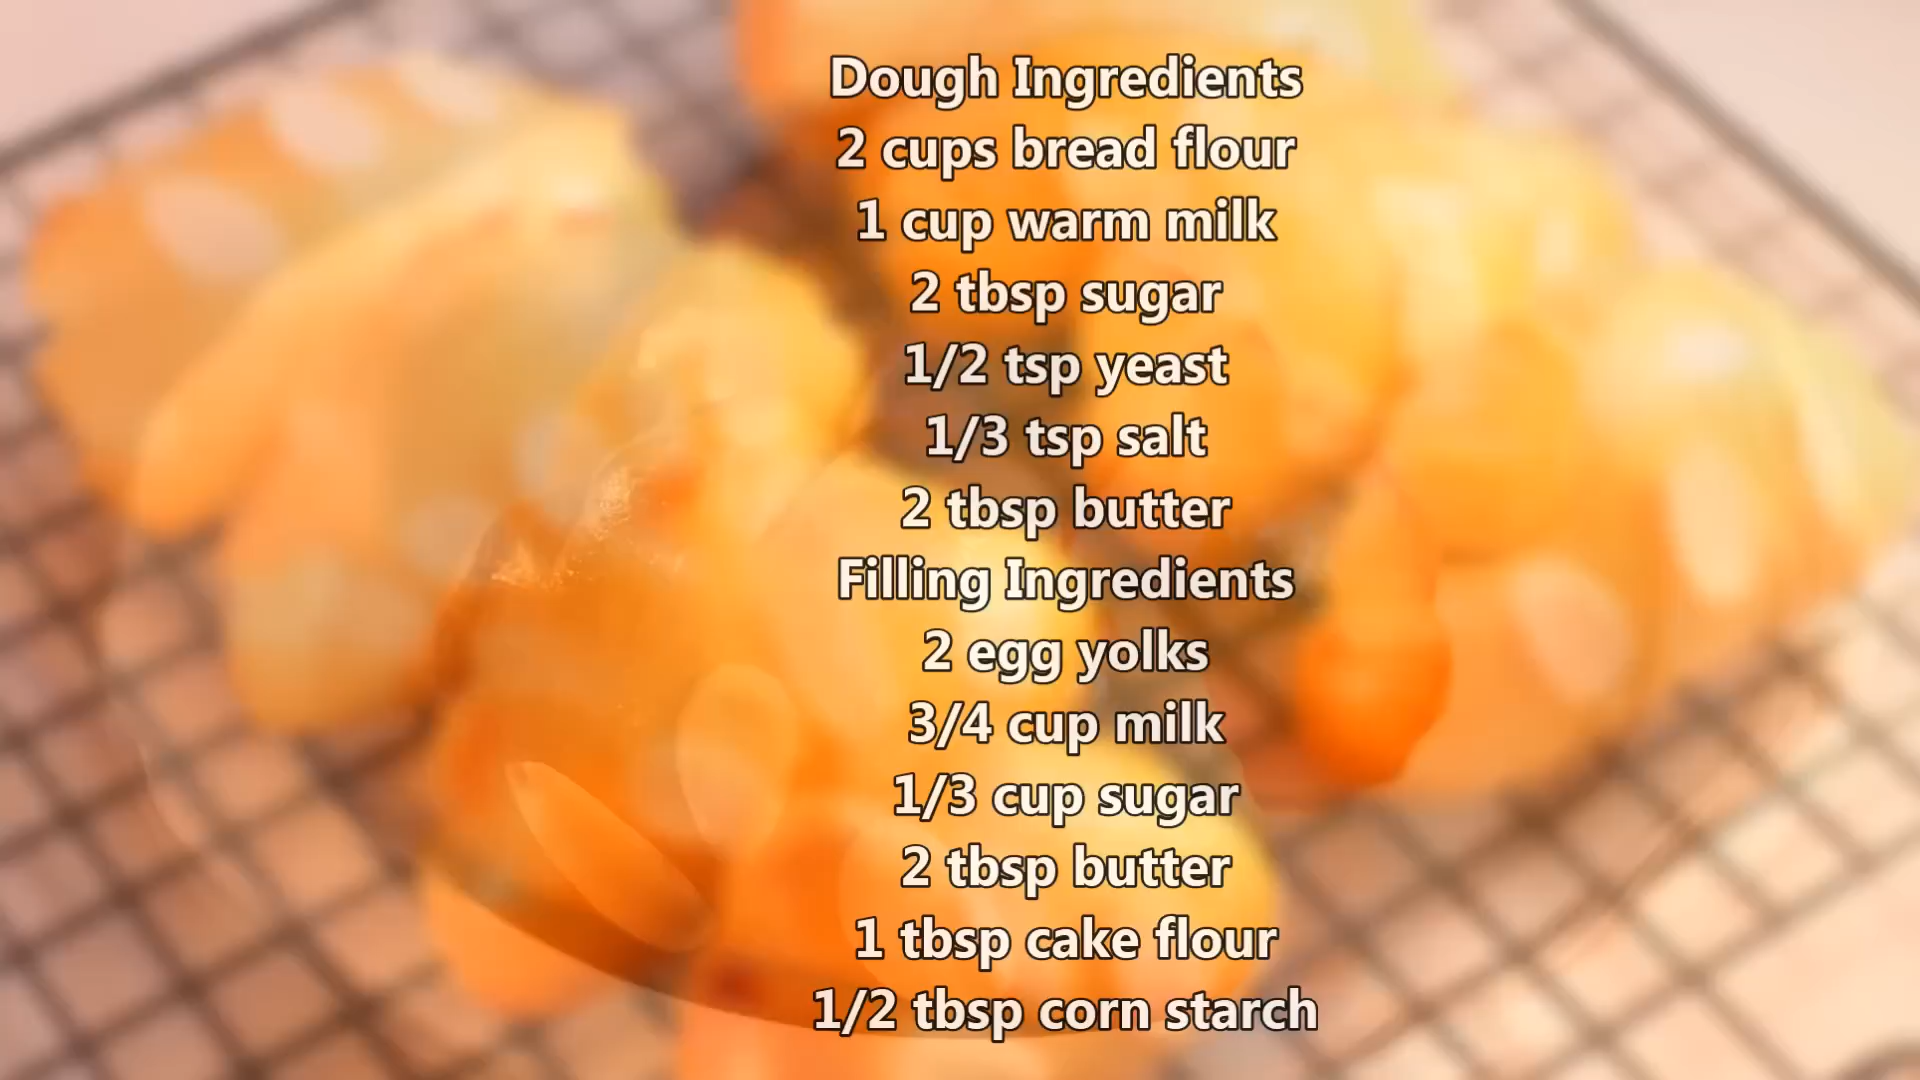 Dough Ingredients
2 cups bread flour
1 cup warm milk
2 tbsp sugar
1/2 tsp yeast
1/3 tsp salt
2 tbsp butter
Filling Ingredients
2 egg yolks
3/4 cup milk
1/3 cup sugar
2 tbsp butter
1 tbsp cake flour
1/2 tbsp corn starch